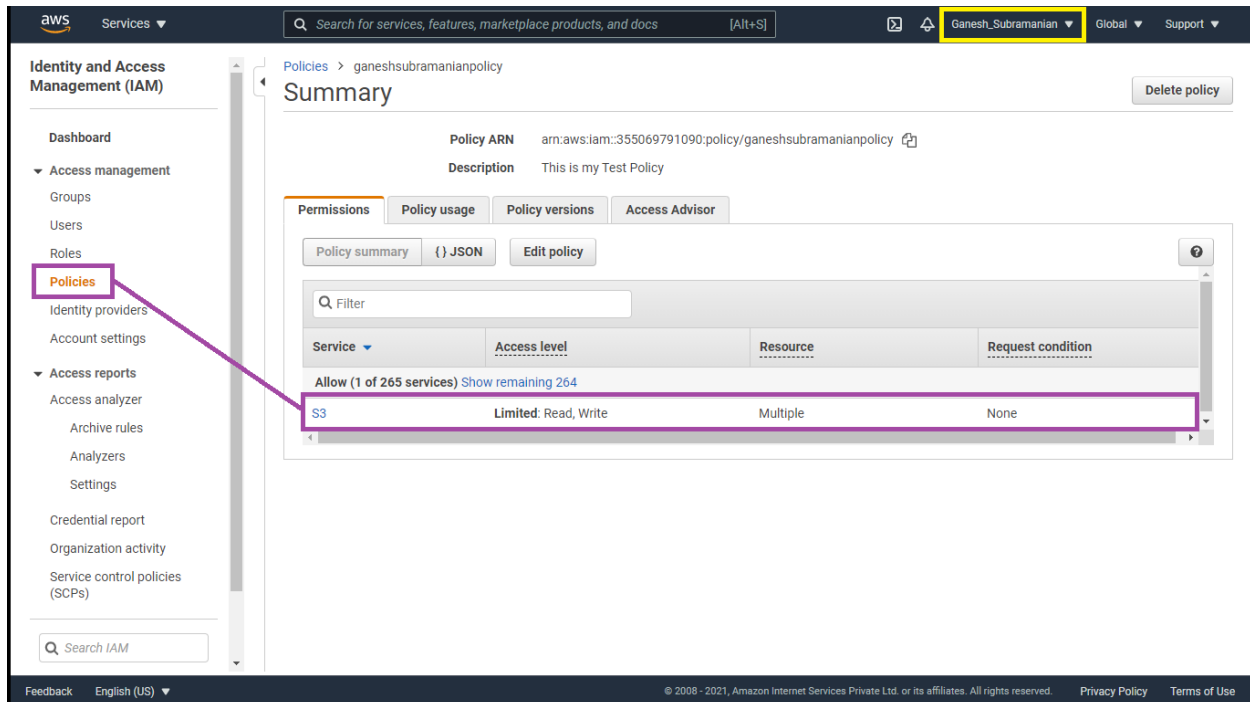 aws Services ▼ Search for services, features, marketplace products, and docs [Alt+S] Ganesh_Subramanian ▼ Global ▼ Support ▼
Identity and Access
Management (IAM)
Dashboard
Access management
Groups
Users
Roles
Policies
Identity providers
Account settings
Access reports
Access analyzer
Archive rules
Analyzers
Settings
Credential report
Organization activity
Service control policies
(SCPs)
Search IAM
Policies > ganeshsubramanianpolicy
Summary
Delete policy
Policy ARN arn:aws:iam::355069791090:policy/ganeshsubramanianpolicy
Description This is my Test Policy
Permissions Policy usage Policy versions Access Advisor
Policy summary { } JSON Edit policy ?
Filter
Service Access level Resource Request condition
Allow (1 of 265 services) Show remaining 264
S3 Limited: Read, Write Multiple None
Feedback English (US) ▼ © 2008 - 2021, Amazon Internet Services Private Ltd. or its affiliates. All rights reserved. Privacy Policy Terms of Use